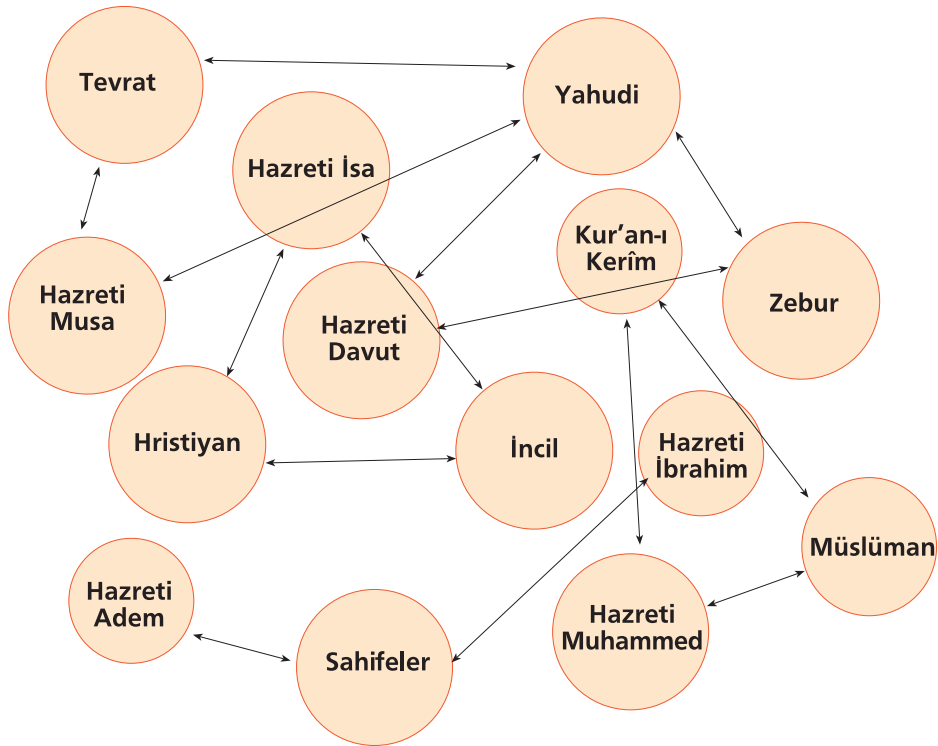 Tevrat
Yahudi
Hazreti İsa
Kur’an-ı
Kerîm
Hazreti
Musa
Hazreti
Davut
Zebur
Hristiyan
İncil
Hazreti
İbrahim
Müslüman
Hazreti
Adem
Hazreti
Muhammed
Sahifeler